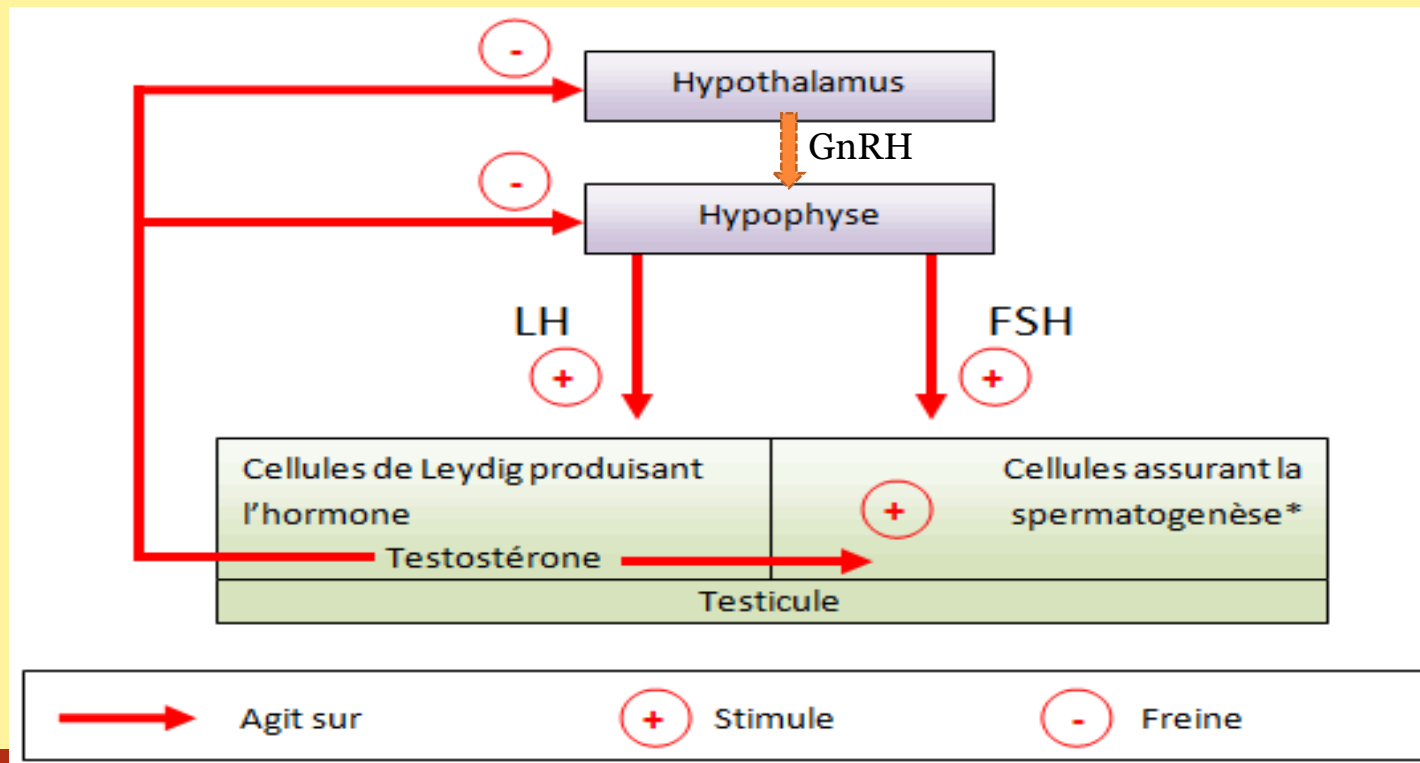 -
Hypothalamus
GnRH
-
Hypophyse
LH
FSH
+
+
Cellules de Leydig produisant
l'hormone
Testostérone
+
Cellules assurant la
spermatogenèse*
Testicule
Agit sur
+ Stimule
- Freine